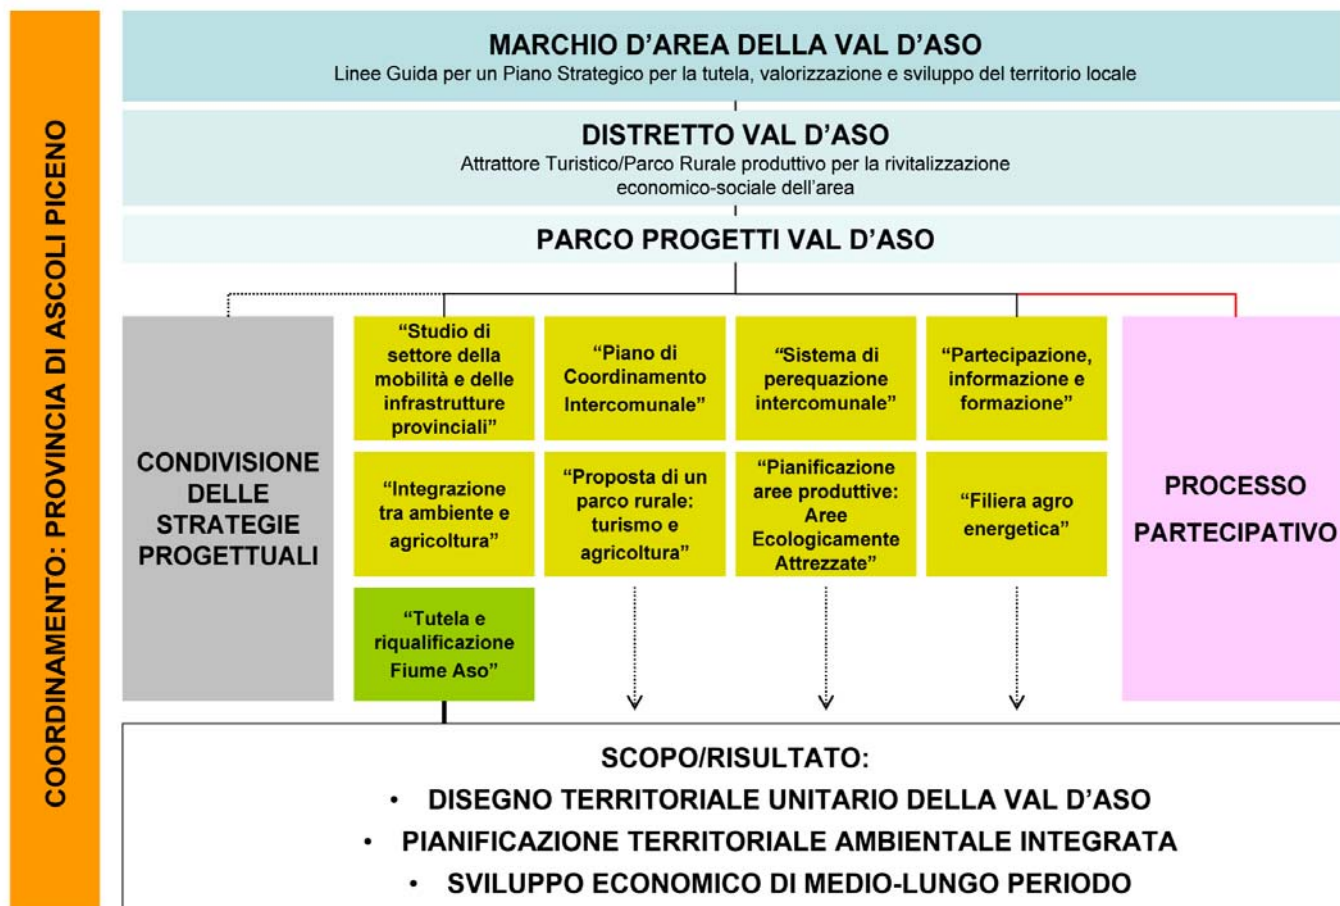 COORDINAMENTO: PROVINCIA DI ASCOLI PICENO
MARCHIO D’AREA DELLA VAL D’ASO
Linee Guida per un Piano Strategico per la tutela, valorizzazione e sviluppo del territorio locale
DISTRETTO VAL D’ASO
Attrattore Turistico/Parco Rurale produttivo per la rivitalizzazione
economico-sociale dell’area
PARCO PROGETTI VAL D’ASO
CONDIVISIONE
DELLE
STRATEGIE
PROGETTUALI
“Studio di
settore della
mobilità e delle
infrastrutture
provinciali”
“Piano di
Coordinamento
Intercomunale”
“Sistema di
perequazione
intercomunale”
“Partecipazione,
informazione e
formazione”
“Integrazione
tra ambiente e
agricoltura”
“Proposta di un
parco rurale:
turismo e
agricoltura”
“Pianificazione
aree produttive:
Aree
Ecologicamente
Attrezzate”
“Filiera agro
energetica”
“Tutela e
riqualificazione
Fiume Aso”
PROCESSO
PARTECIPATIVO
SCOPO/RISULTATO:
• DISEGNO TERRITORIALE UNITARIO DELLA VAL D’ASO
• PIANIFICAZIONE TERRITORIALE AMBIENTALE INTEGRATA
• SVILUPPO ECONOMICO DI MEDIO-LUNGO PERIODO